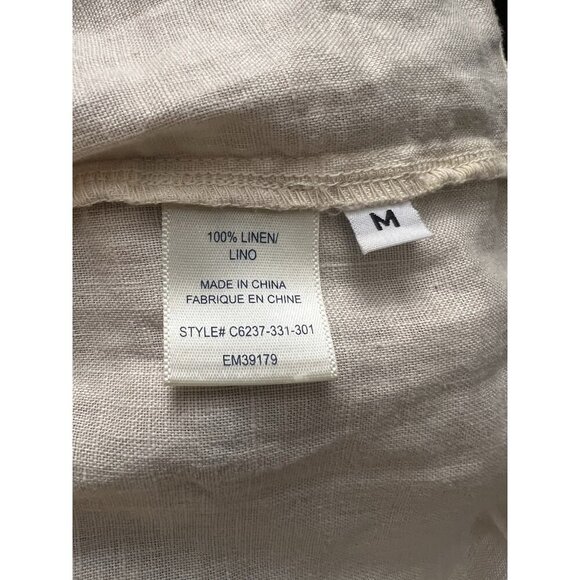 100% LINEN/
LINO
MADE IN CHINA
FABRIQUE EN CHINE
STYLE# C6237-331-301
EM39179
M